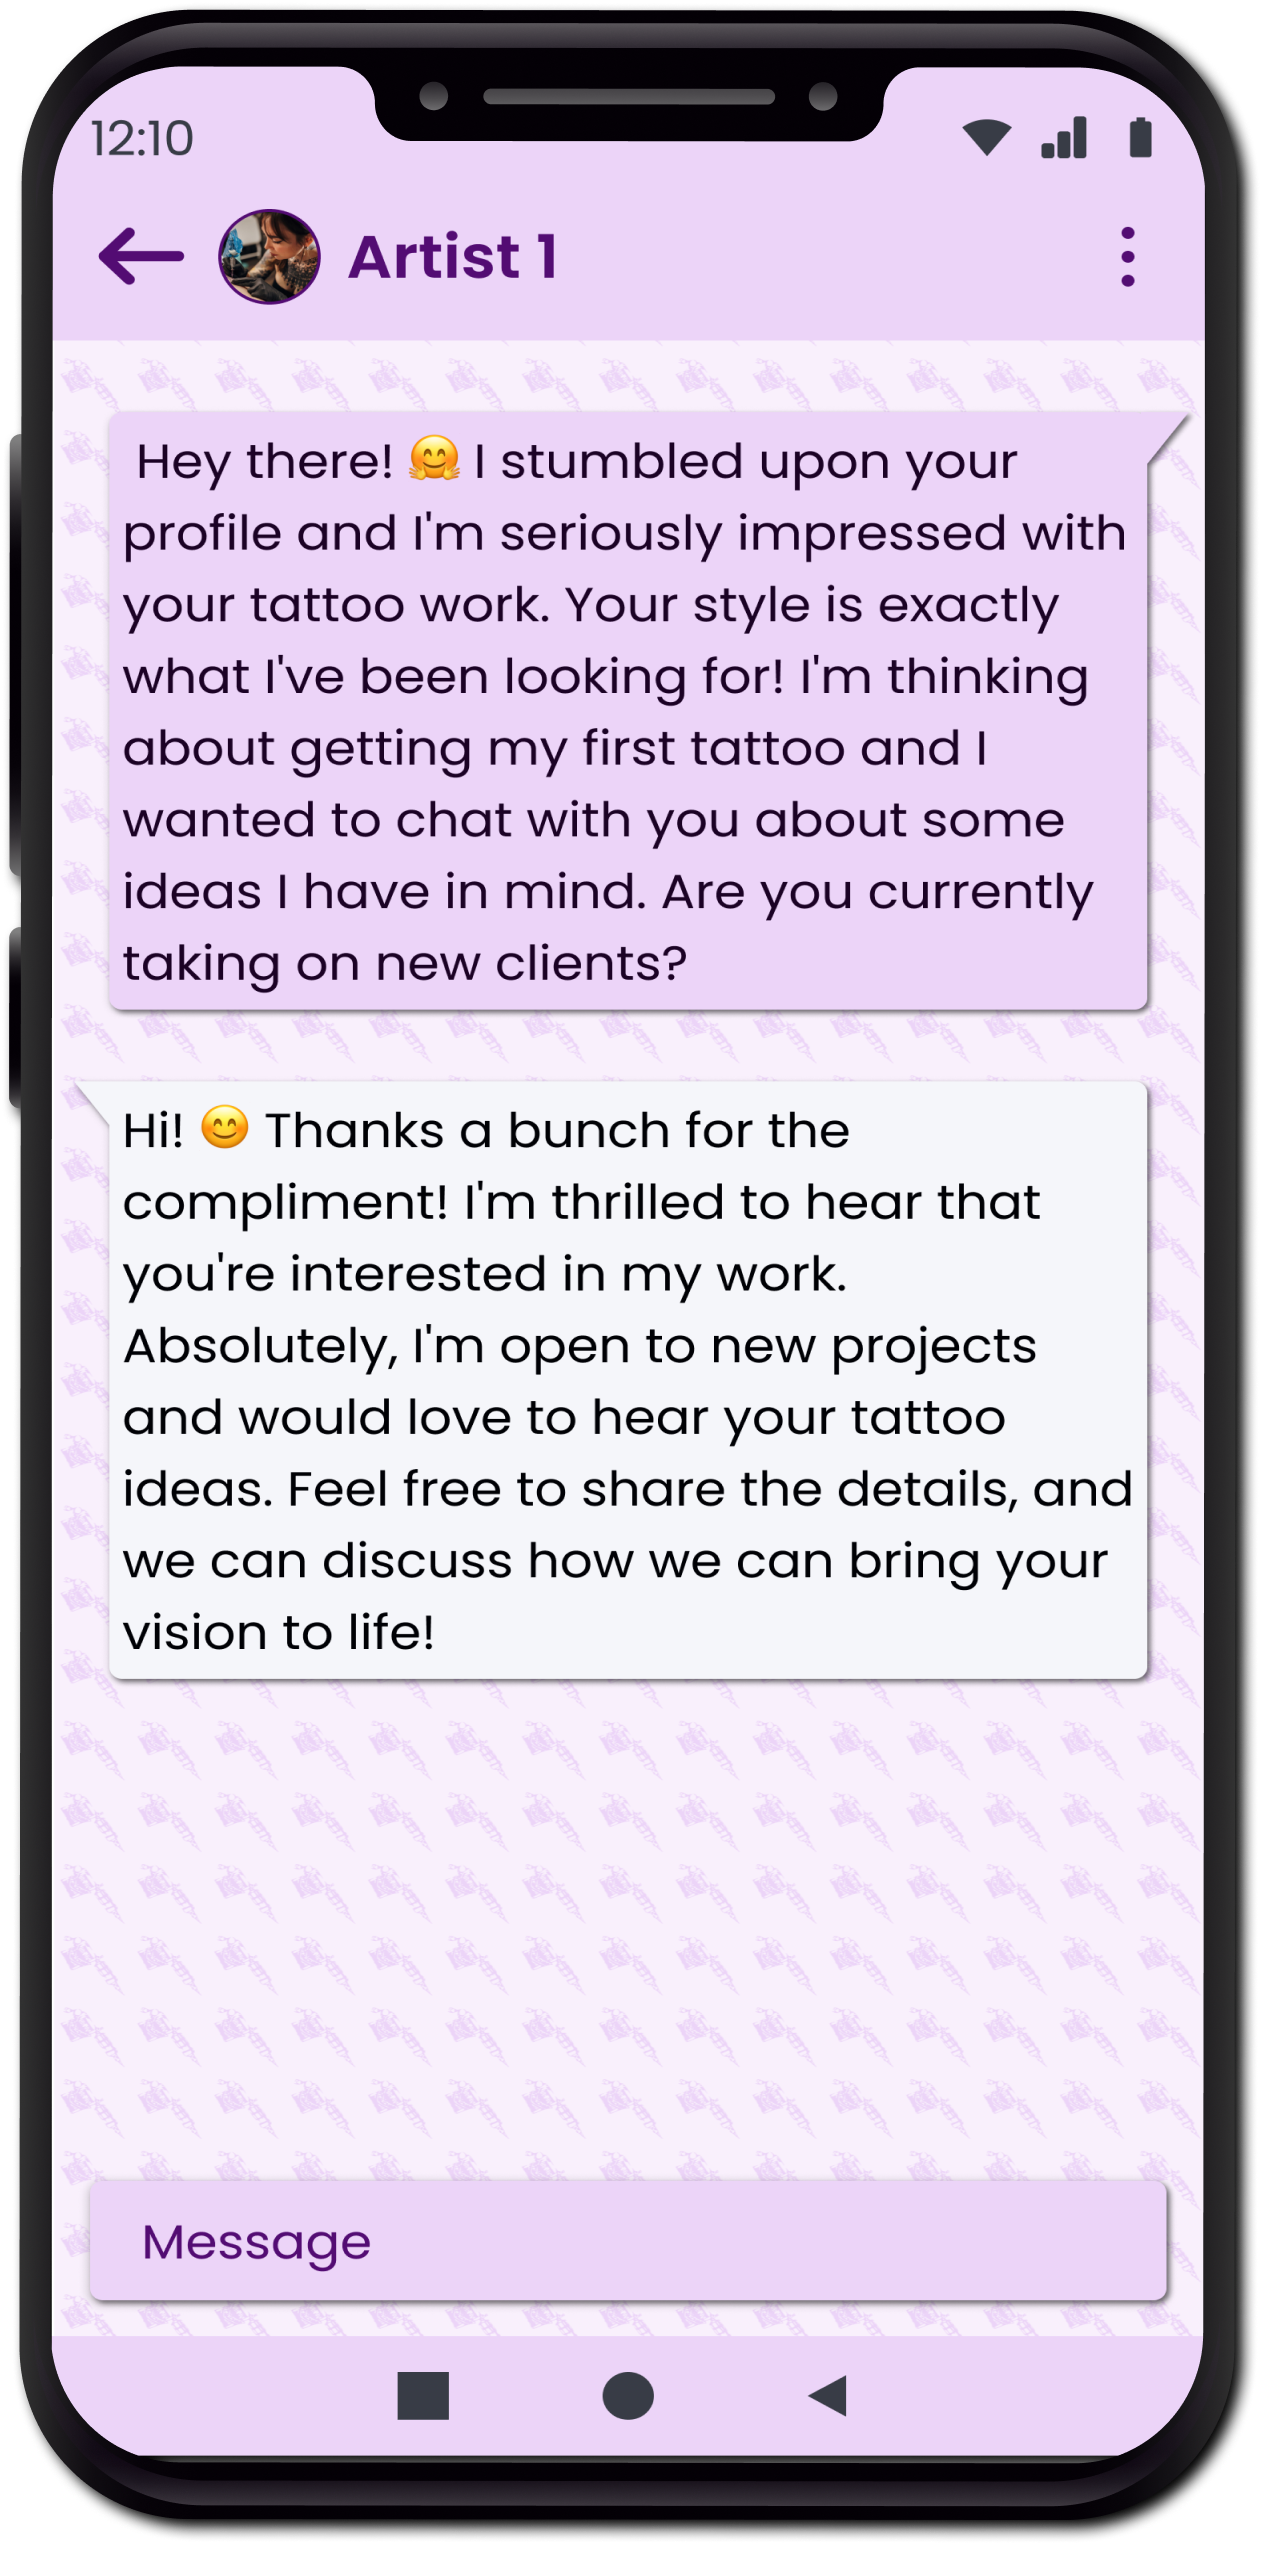 12:10
Artist 1
Hey there! 🤗 I stumbled upon your
profile and I'm seriously impressed with
your tattoo work. Your style is exactly
what I've been looking for! I'm thinking
about getting my first tattoo and I
wanted to chat with you about some
ideas I have in mind. Are you currently
taking on new clients?
Hi! 😊 Thanks a bunch for the
compliment! I'm thrilled to hear that
you're interested in my work.
Absolutely, I'm open to new projects
and would love to hear your tattoo
ideas. Feel free to share the details, and
we can discuss how we can bring your
vision to life!
Message